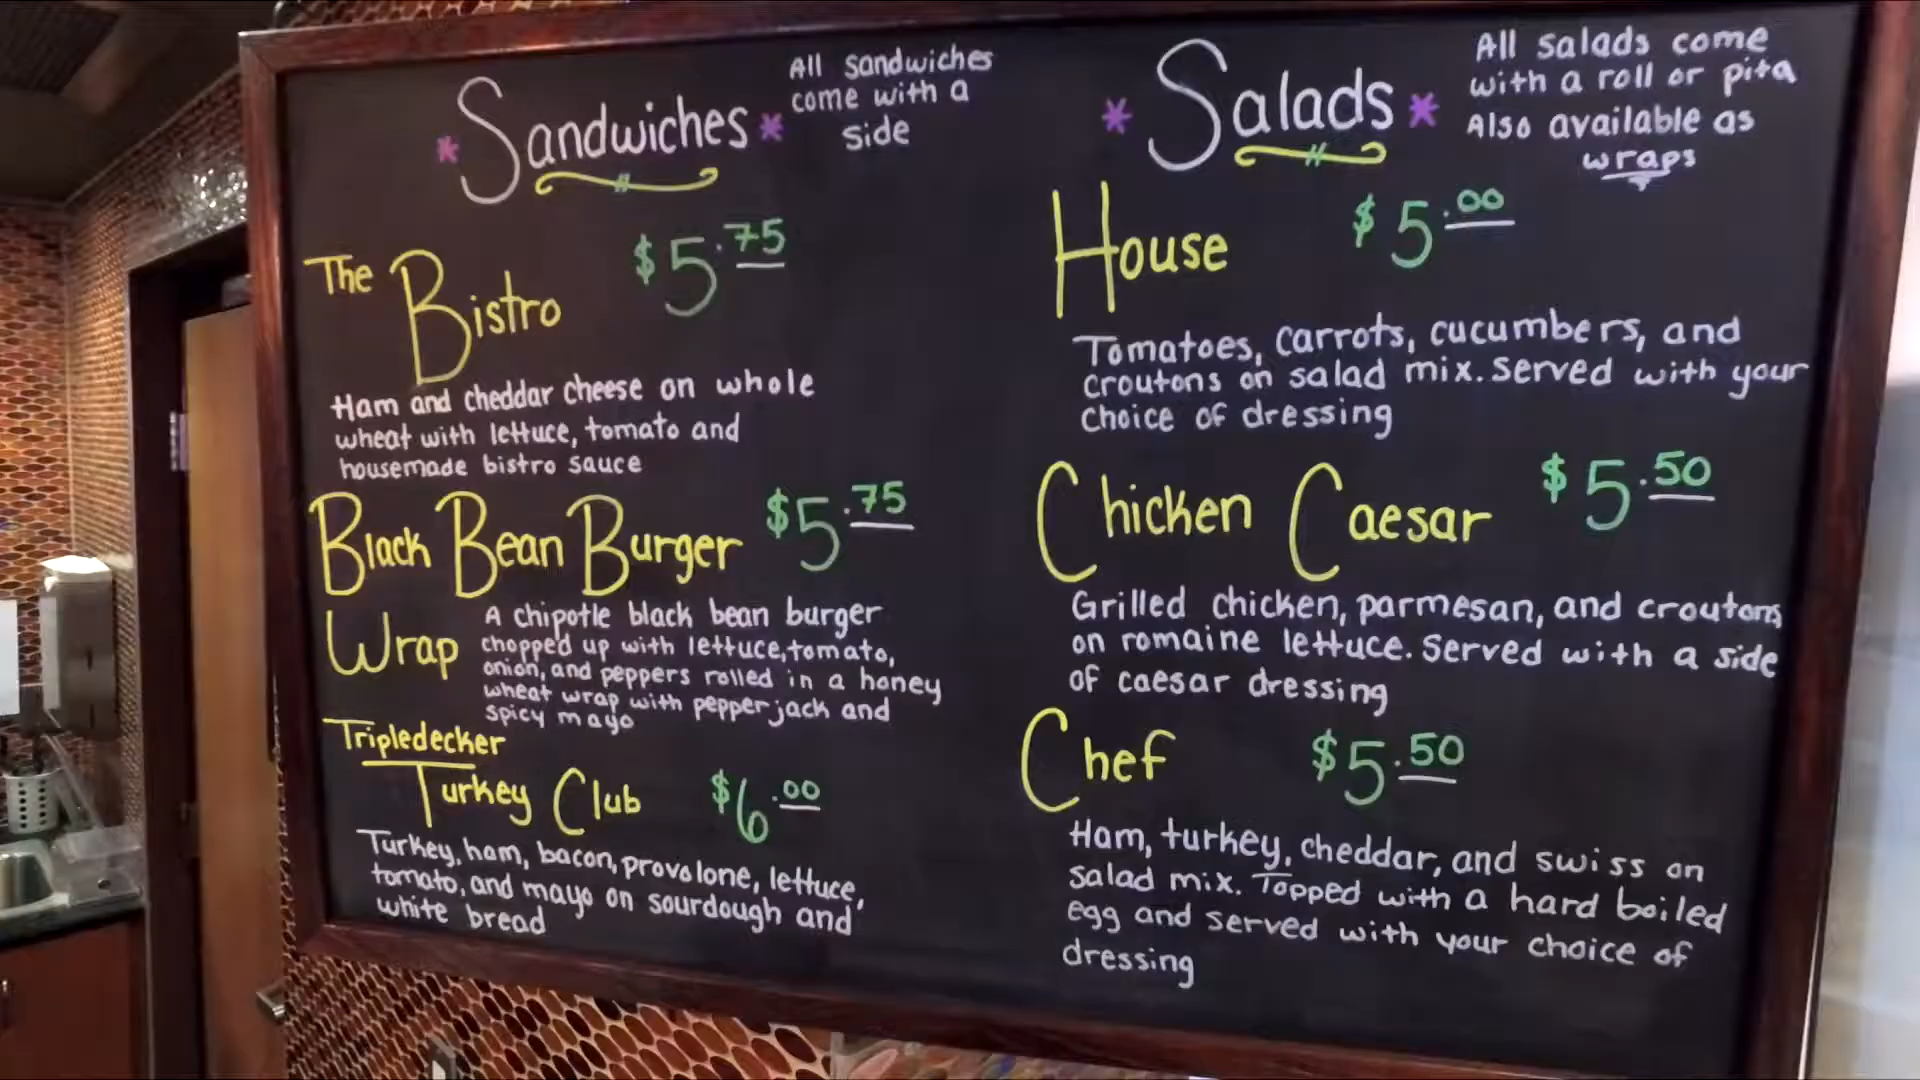 * Sandwiches *
All sandwiches
come with a
side
The Bistro $5.75
Ham and cheddar cheese on whole
wheat with lettuce, tomato and
housemade bistro sauce
Black Bean Burger $5.75
Wrap
A chipotle black bean burger
chopped up with lettuce, tomato,
onion, and peppers rolled in a honey
wheat wrap with pepper jack and
spicy mayo
Tripledecker
Turkey Club $6.00
Turkey, ham, bacon, provolone, lettuce,
tomato, and mayo on sourdough and
white bread
* Salads *
All salads come
with a roll or pita
Also available as
wraps
House $5.00
Tomatoes, carrots, cucumbers, and
croutons on salad mix. Served with your
choice of dressing
Chicken Caesar $5.50
Grilled chicken, parmesan, and croutons
on romaine lettuce. Served with a side
of caesar dressing
Chef $5.50
Ham, turkey, cheddar, and swiss on
salad mix. Topped with a hard boiled
egg and served with your choice of
dressing